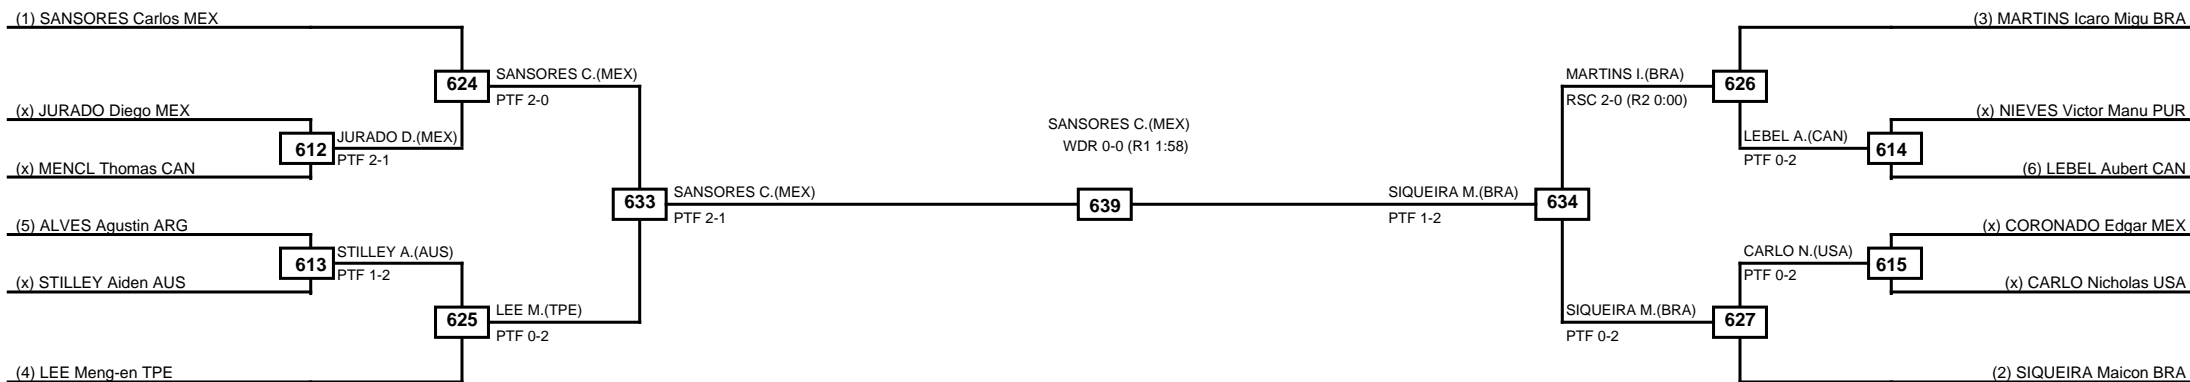 (1) SANSORES Carlos MEX
(x) JURADO Diego MEX
(x) MENCL Thomas CAN
(5) ALVES Agustin ARG
(x) STILLEY Aiden AUS
(4) LEE Meng-en TPE
612
JURADO D.(MEX)
PTF 2-1
613
STILLEY A.(AUS)
PTF 1-2
624
SANSORES C.(MEX)
PTF 2-0
625
LEE M.(TPE)
PTF 0-2
633
SANSORES C.(MEX)
PTF 2-1
SANSORES C.(MEX)
WDR 0-0 (R1 1:58)
639
SIQUEIRA M.(BRA)
PTF 1-2
634
MARTINS I.(BRA)
RSC 2-0 (R2 0:00)
626
SIQUEIRA M.(BRA)
PTF 0-2
627
LEBEL A.(CAN)
PTF 0-2
614
CARLO N.(USA)
PTF 0-2
615
(3) MARTINS Icaro Migu BRA
(x) NIEVES Victor Manu PUR
(6) LEBEL Aubert CAN
(x) CORONADO Edgar MEX
(x) CARLO Nicholas USA
(2) SIQUEIRA Maicon BRA